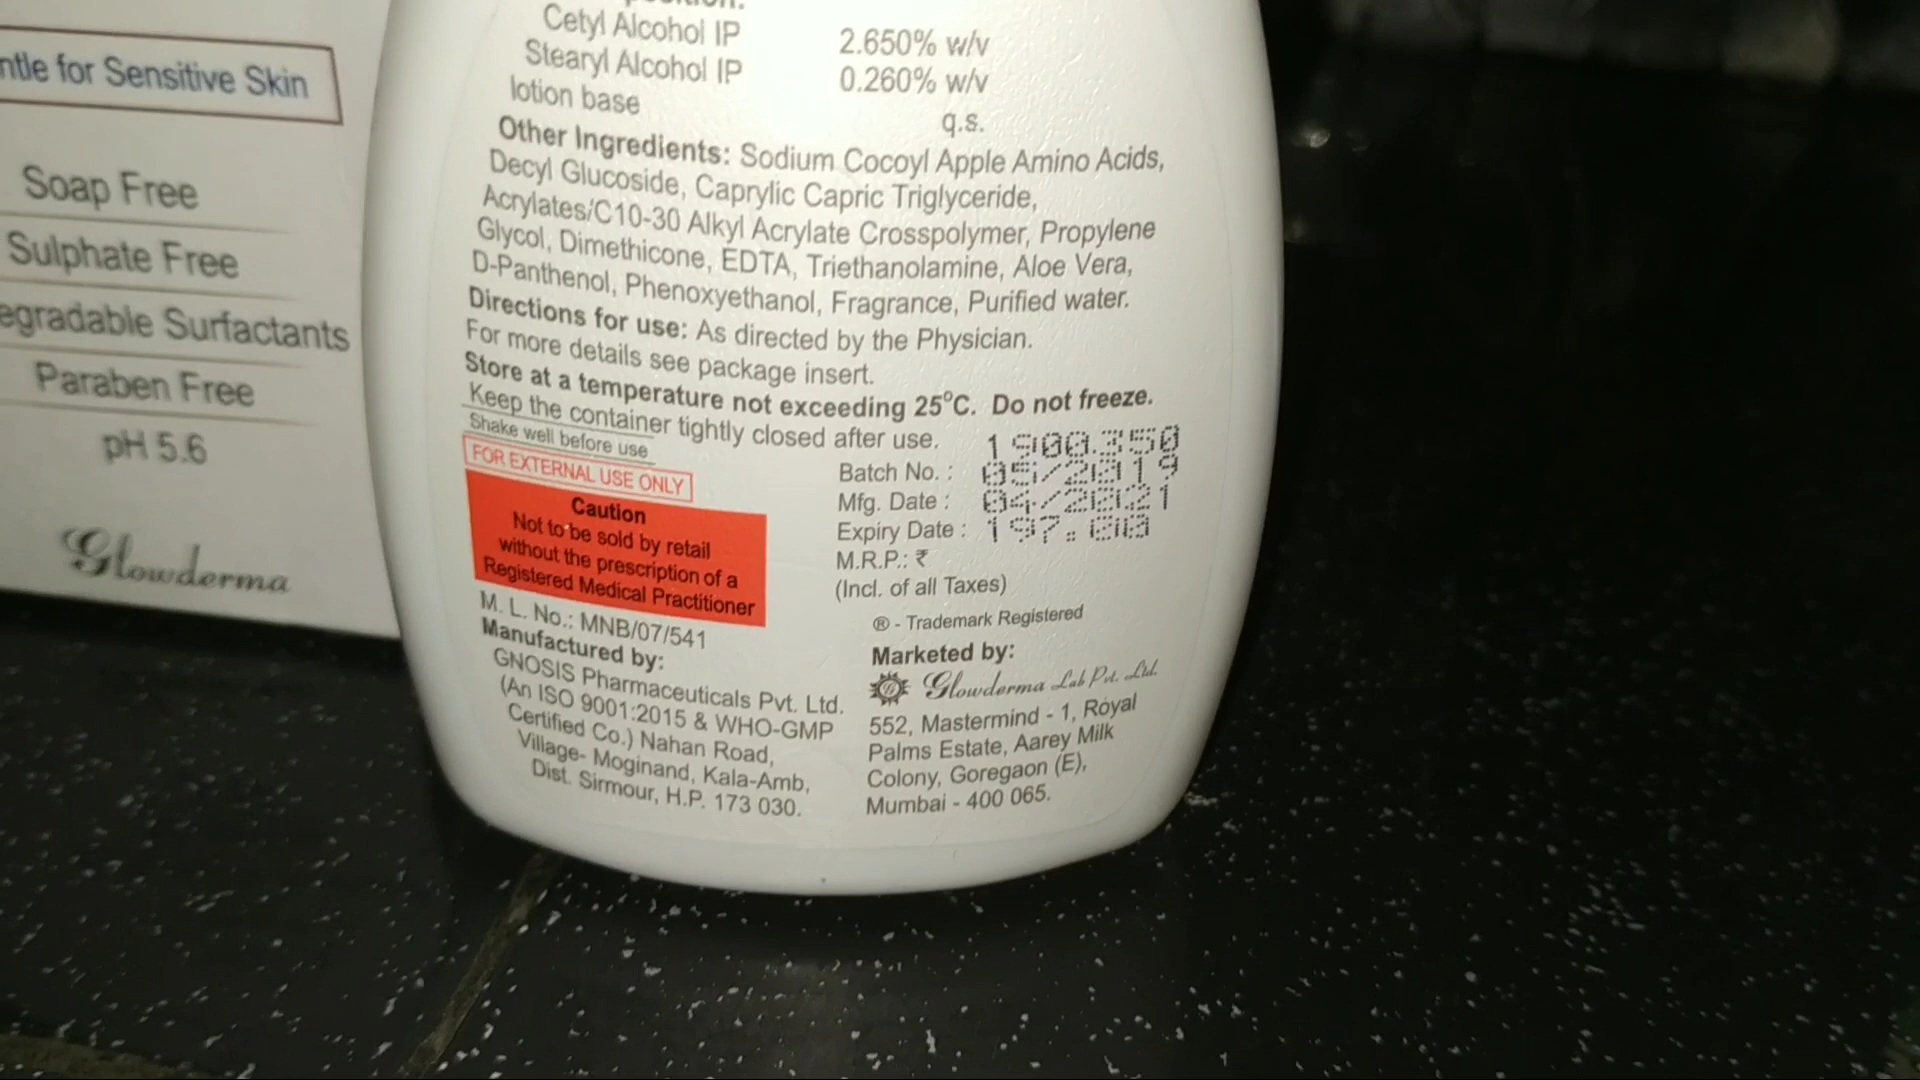 ntle for Sensitive Skin
Soap Free
Sulphate Free
egradable Surfactants
Paraben Free
pH 5.6
Glowderma
Cetyl Alcohol IP 2.650% w/v
Stearyl Alcohol IP 0.260% w/v
lotion base q.s.
Other Ingredients: Sodium Cocoyl Apple Amino Acids,
Decyl Glucoside, Caprylic Capric Triglyceride,
Acrylates/C10-30 Alkyl Acrylate Crosspolymer, Propylene
Glycol, Dimethicone, EDTA, Triethanolamine, Aloe Vera,
D-Panthenol, Phenoxyethanol, Fragrance, Purified water.
Directions for use: As directed by the Physician.
For more details see package insert.
Store at a temperature not exceeding 25°C. Do not freeze.
Keep the container tightly closed after use.
Shake well before use
FOR EXTERNAL USE ONLY
Caution
Not to be sold by retail
without the prescription of a
Registered Medical Practitioner
M. L. No.: MNB/07/541
Manufactured by:
GNOSIS Pharmaceuticals Pvt. Ltd.
(An ISO 9001:2015 & WHO-GMP
Certified Co.) Nahan Road,
Village- Moginand, Kala-Amb,
Dist. Sirmour, H.P. 173 030.
Batch No. : 1900.350
Mfg. Date : 05/2019
Expiry Date : 04/2021
M.R.P.: ₹ 197.00
(Incl. of all Taxes)
® - Trademark Registered
Marketed by:
Glowderma Lab Pvt. Ltd.
552, Mastermind - 1, Royal
Palms Estate, Aarey Milk
Colony, Goregaon (E),
Mumbai - 400 065.